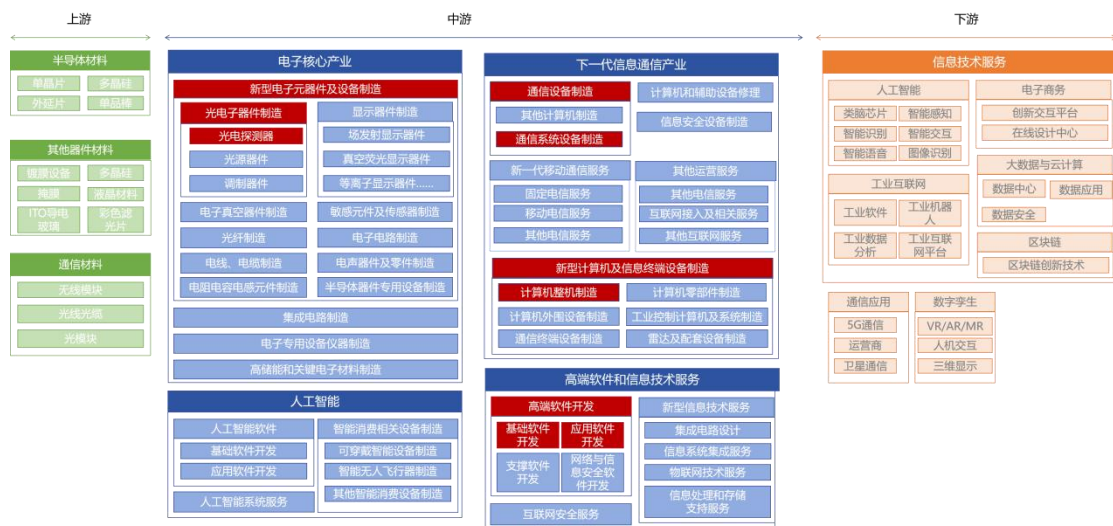 上游
中游
下游
半导体材料
单晶片
多晶硅
外延片
单品棒
其他器件材料
镀膜设备
多晶硅
掩膜
液晶材料
ITO导电
玻璃
彩色滤
光片
通信材料
无线模块
光线光缆
光模块
电子核心产业
新型电子元器件及设备制造
光电子器件制造
光电探测器
光源器件
调制器件
显示器件制造
场发射显示器件
真空荧光显示器件
等离子显示器件......
电子真空器件制造
敏感元件及传感器制造
光纤制造
电子电路制造
电线、电缆制造
电声器件及零件制造
电阻电容电感元件制造
半导体器件专用设备制造
集成电路制造
电子专用设备仪器制造
高储能和关键电子材料制造
人工智能
人工智能软件
基础软件开发
应用软件开发
人工智能系统服务
智能消费相关设备制造
可穿戴智能设备制造
智能无人飞行器制造
其他智能消费设备制造
下一代信息通信产业
通信设备制造
其他计算机制造
通信系统设备制造
计算机和辅助设备修理
信息安全设备制造
新一代移动通信服务
固定电信服务
移动电信服务
其他电信服务
其他运营服务
其他电信服务
互联网接入及相关服务
其他互联网服务
新型计算机及信息终端设备制造
计算机整机制造
计算机零部件制造
计算机外围设备制造
工业控制计算机及系统制造
通信终端设备制造
雷达及配套设备制造
高端软件和信息技术服务
高端软件开发
基础软件
开发
应用软件
开发
支撑软件
开发
网络与信
息安全软
件开发
互联网安全服务
新型信息技术服务
集成电路设计
信息系统集成服务
物联网技术服务
信息处理和存储
支持服务
信息技术服务
人工智能
类脑芯片
智能感知
智能识别
智能交互
智能语音
图像识别
工业互联网
工业软件
工业机器
人
工业数据
分析
工业互联
网平台
电子商务
创新交互平台
在线设计中心
大数据与云计算
数据中心
数据应用
数据安全
区块链
区块链创新技术
通信应用
5G通信
运营商
卫星通信
数字孪生
VR/AR/MR
人机交互
三维显示